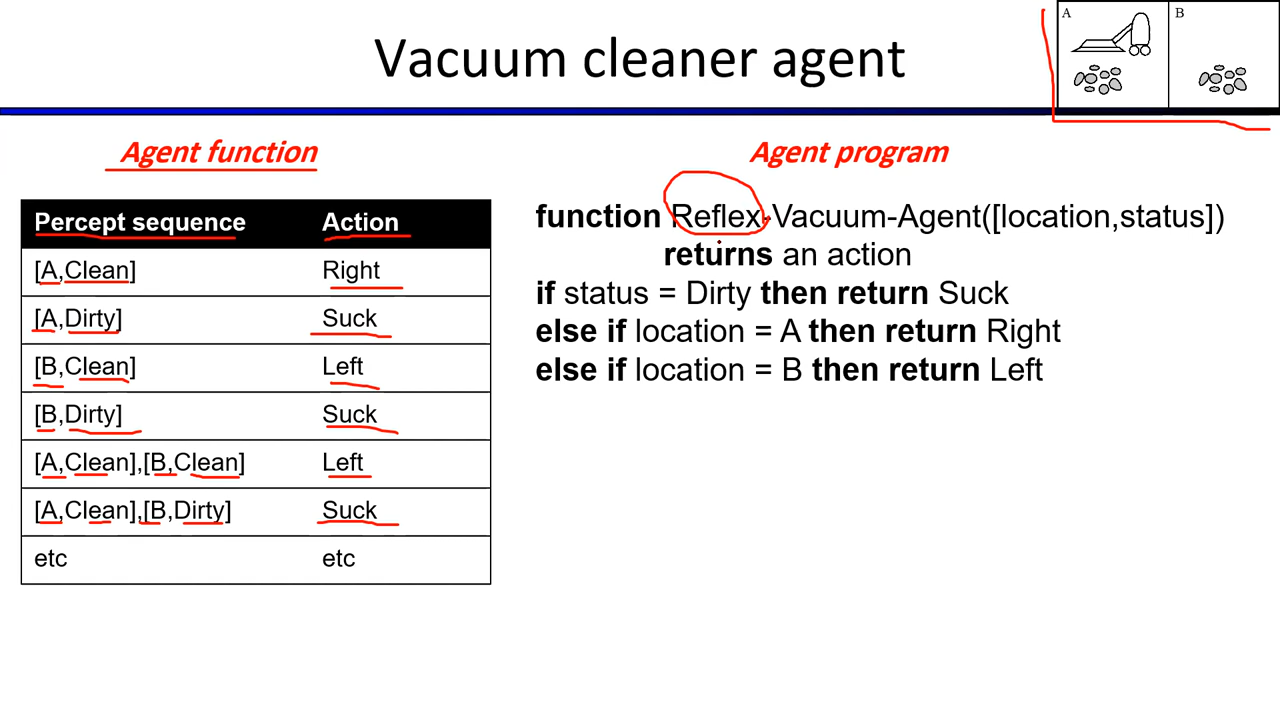 Vacuum cleaner agent
A
B
Agent function
Percept sequence Action
[A,Clean] Right
[A,Dirty] Suck
[B,Clean] Left
[B,Dirty] Suck
[A,Clean],[B,Clean] Left
[A,Clean],[B,Dirty] Suck
etc etc
Agent program
function Reflex-Vacuum-Agent([location,status])
returns an action
if status = Dirty then return Suck
else if location = A then return Right
else if location = B then return Left